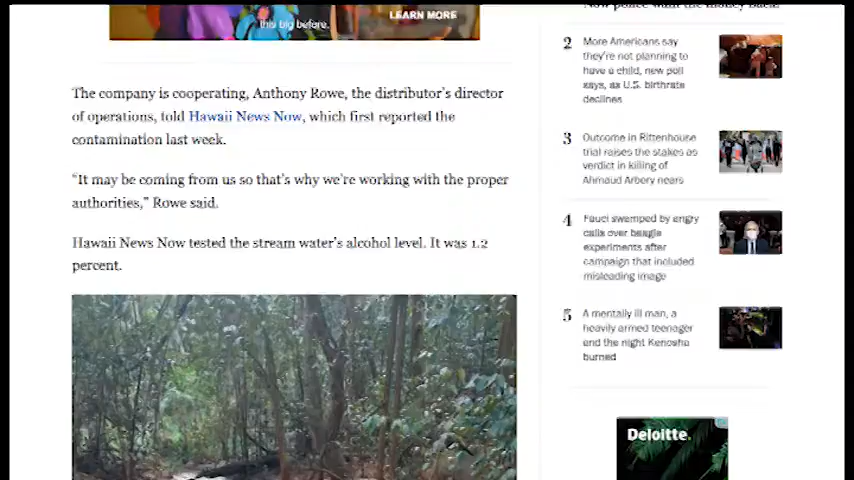 this big before.
LEARN MORE
The company is cooperating, Anthony Rowe, the distributor's director
of operations, told Hawaii News Now, which first reported the
contamination last week.
"It may be coming from us so that's why we're working with the proper
authorities," Rowe said.
Hawaii News Now tested the stream water's alcohol level. It was 1.2
percent.
Now police want the money back.
2 More Americans say
they're not planning to
have a child, new poll
says, as U.S. birthrate
declines
3 Outcome in Rittenhouse
trial raises the stakes as
verdict in killing of
Ahmaud Arbery nears
4 Fauci swamped by angry
calls over beagle
experiments after
campaign that included
misleading image
5 A mentally ill man, a
heavily armed teenager
and the night Kenosha
burned
Deloitte.